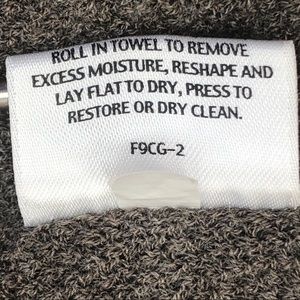 ROLL IN TOWEL TO REMOVE
EXCESS MOISTURE, RESHAPE AND
LAY FLAT TO DRY, PRESS TO
RESTORE OR DRY CLEAN.
F9CG-2